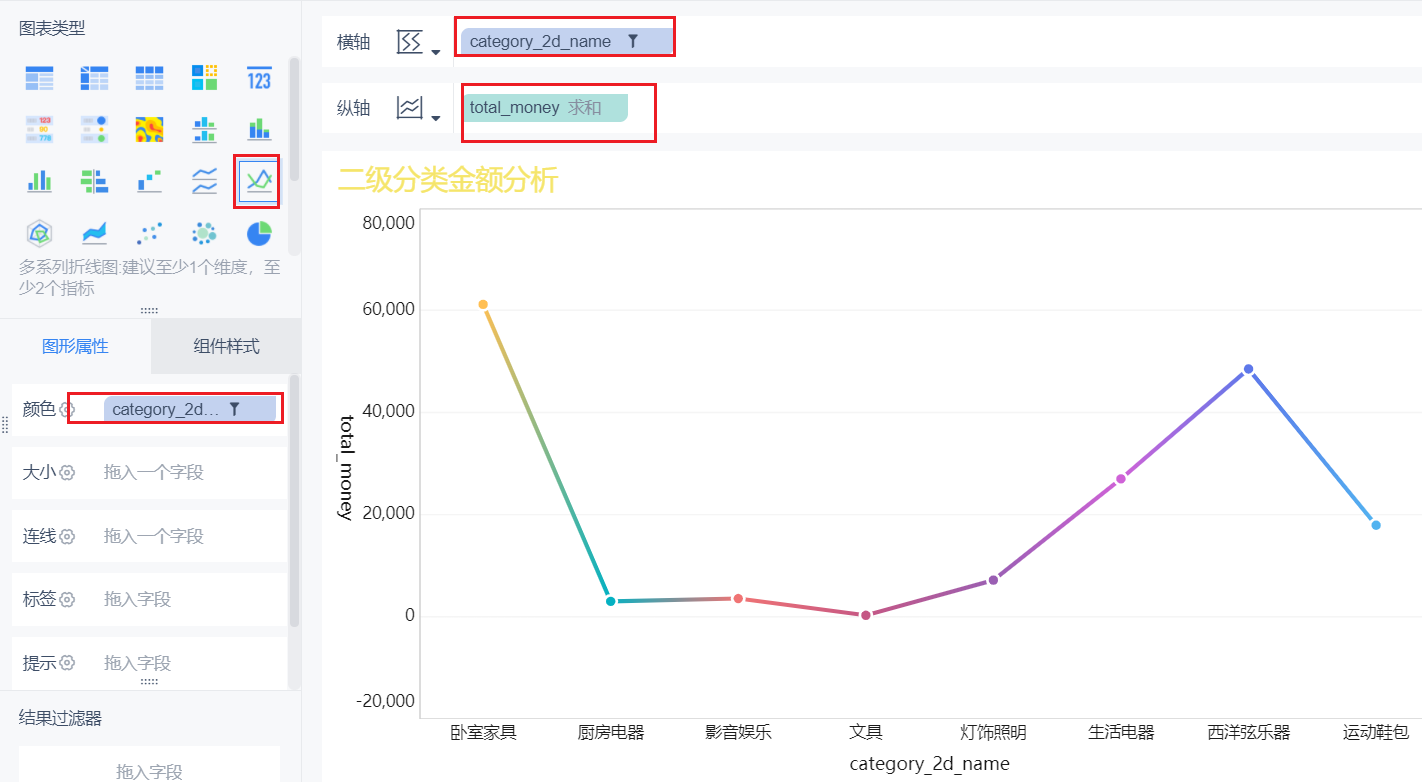 图表类型
123
123
90
778
多系列折线图:建议至少1个维度，至
少2个指标
图形属性
组件样式
颜色
category_2d...
大小
拖入一个字段
连线
拖入一个字段
标签
拖入字段
提示
拖入字段
结果过滤器
拖入字段
横轴
category_2d_name
纵轴
total_money 求和
二级分类金额分析
80,000
60,000
40,000
20,000
0
-20,000
total_money
卧室家具
厨房电器
影音娱乐
文具
灯饰照明
生活电器
西洋弦乐器
运动鞋包
category_2d_name